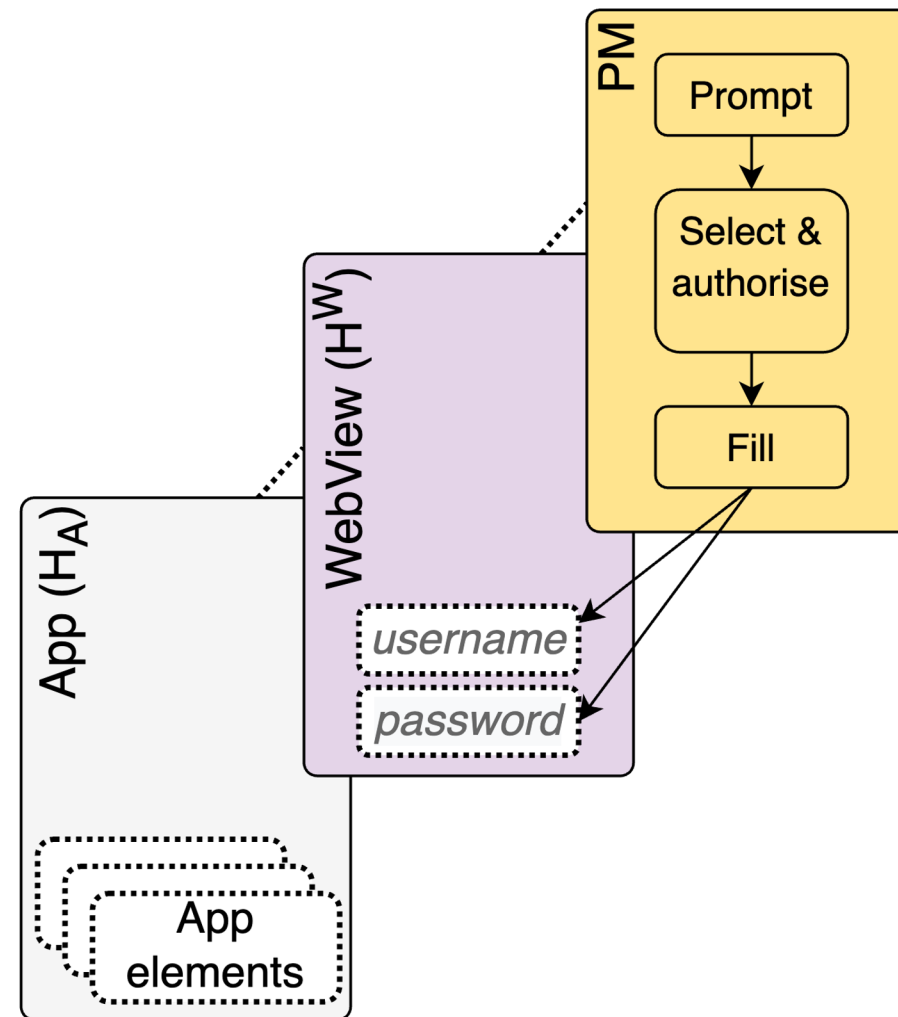 PM
Prompt
Select &
authorise
Fill
WebView (H^W)
username
password
App (H_A)
App
elements